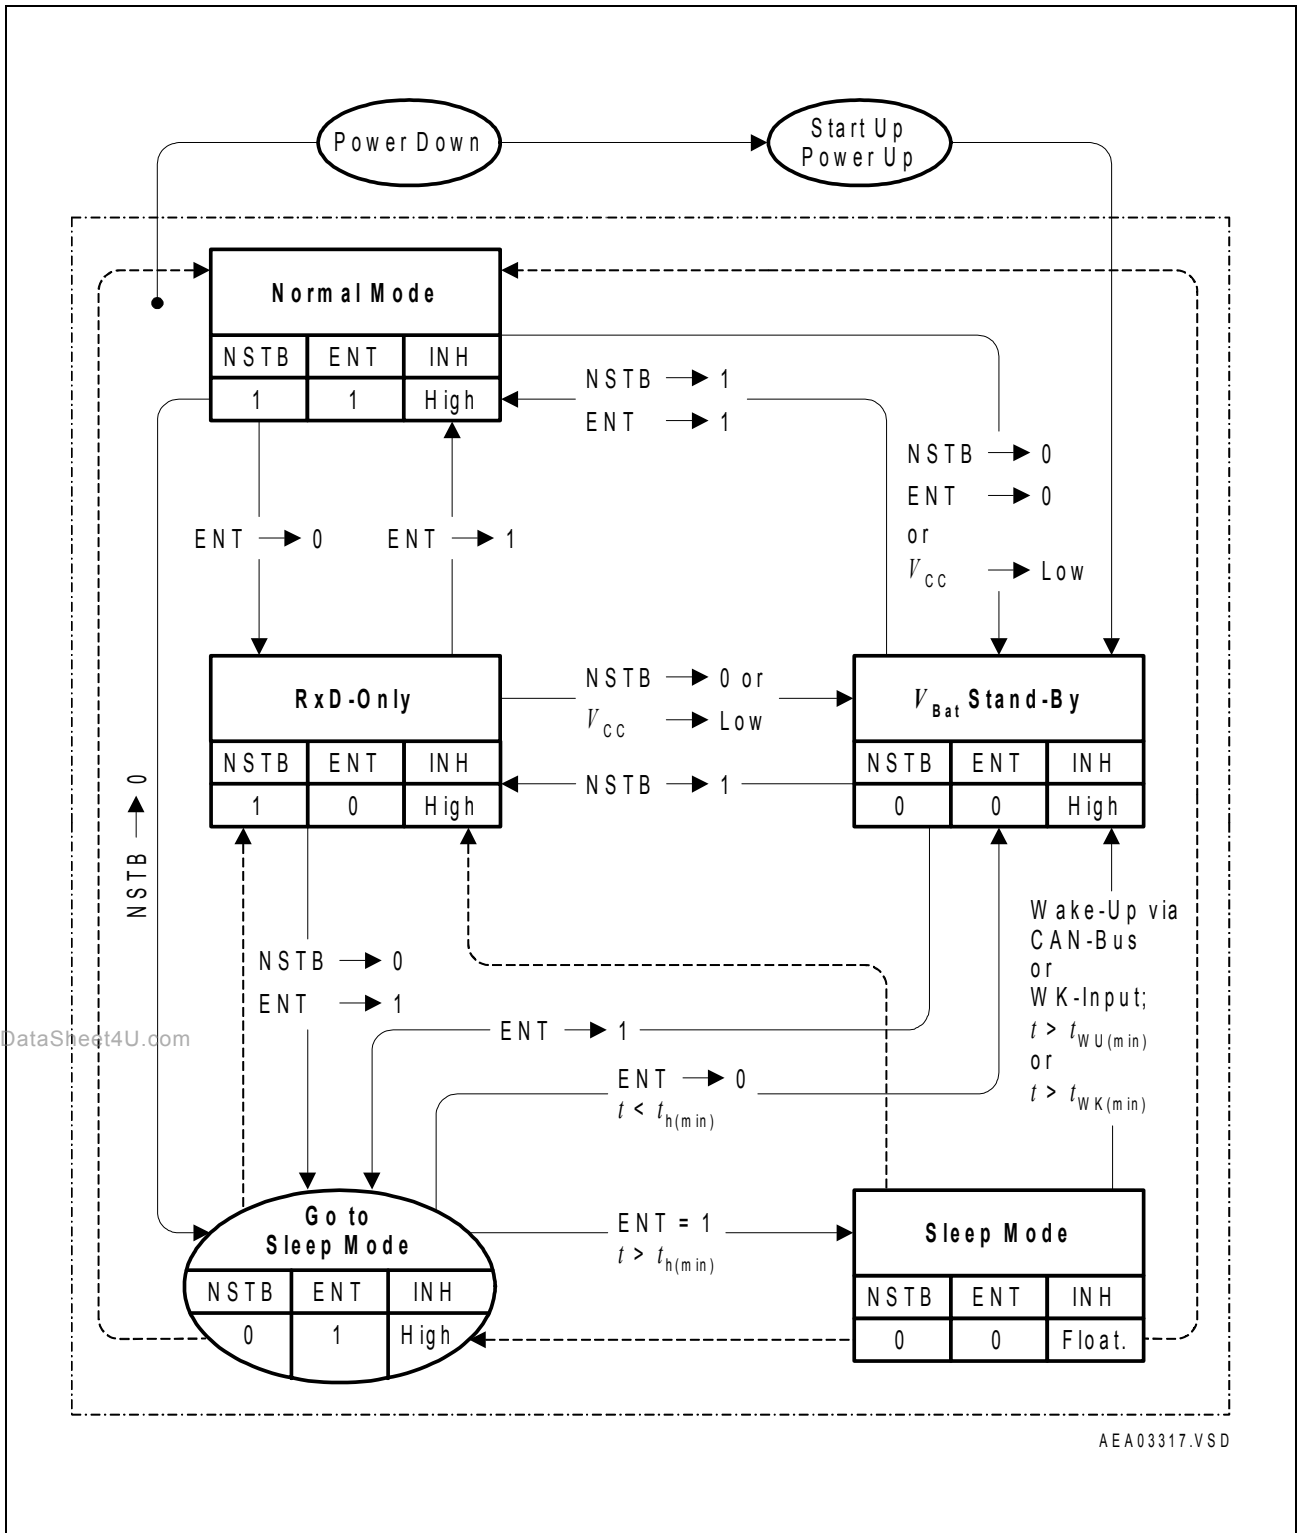 Power Down
Start Up
Power Up
Normal Mode
NSTB ENT INH
1 1 High
NSTB → 1
ENT → 1
NSTB → 0
ENT → 0
or
VCC → Low
ENT → 0
ENT → 1
RxD-Only
NSTB ENT INH
1 0 High
NSTB → 0 or
VCC → Low
NSTB → 1
VBat Stand-By
NSTB ENT INH
0 0 High
NSTB → 0
NSTB → 0
ENT → 1
Wake-Up via
CAN-Bus
or
WK-Input;
t > tWU(min)
or
t > tWK(min)
DataSheet4U.com
ENT → 1
ENT → 0
t < th(min)
Go to
Sleep Mode
NSTB ENT INH
0 1 High
ENT = 1
t > th(min)
Sleep Mode
NSTB ENT INH
0 0 Float.
AEA03317.VSD